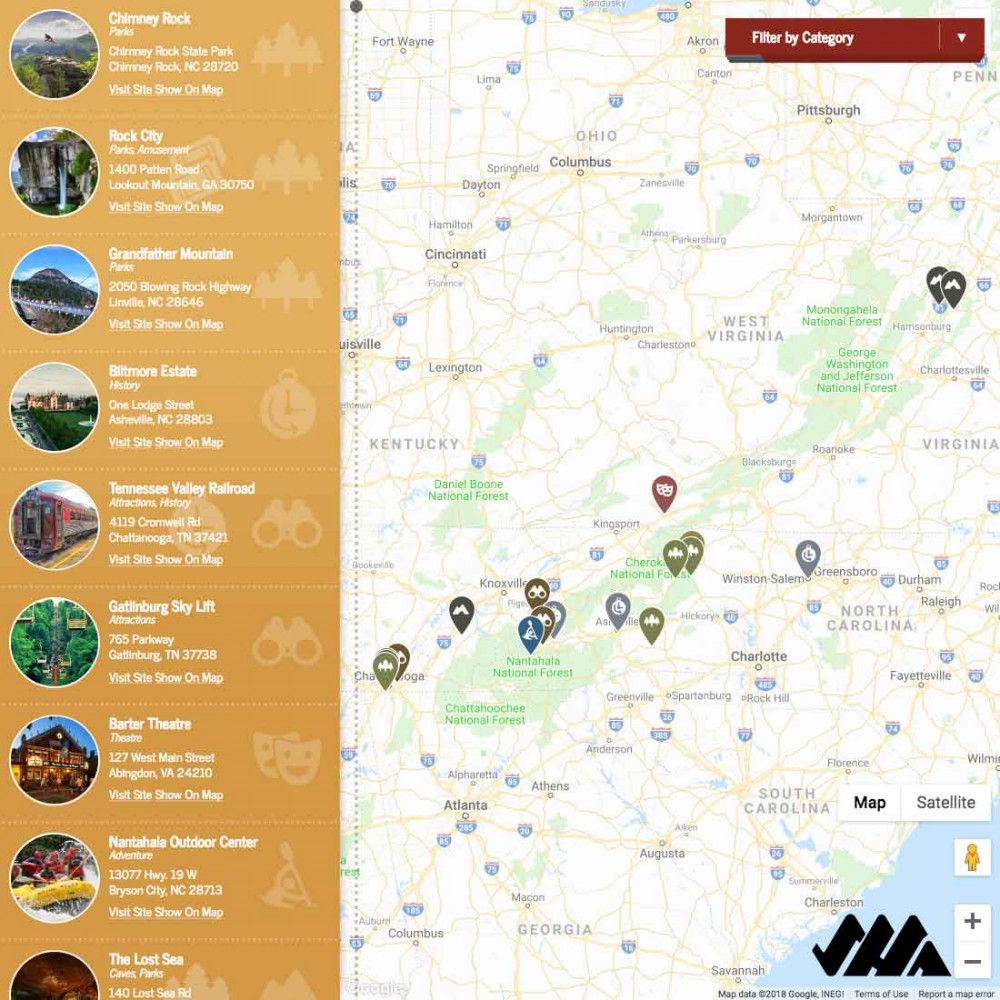 Chimney Rock
Parks
Chimney Rock State Park
Chimney Rock, NC 28720
Visit Site Show On Map
Rock City
Parks, Amusement
1400 Patten Road
Lookout Mountain, GA 30750
Visit Site Show On Map
Grandfather Mountain
Parks
2050 Blowing Rock Highway
Linville, NC 28646
Visit Site Show On Map
Biltmore Estate
History
One Lodge Street
Asheville, NC 28803
Visit Site Show On Map
Tennessee Valley Railroad
Attractions, History
4119 Cromwell Rd
Chattanooga, TN 37421
Visit Site Show On Map
Gatlinburg Sky Lift
Attractions
765 Parkway
Gatlinburg, TN 37738
Visit Site Show On Map
Barter Theatre
Theatre
127 West Main Street
Abingdon, VA 24210
Visit Site Show On Map
Nantahala Outdoor Center
Adventure
13077 Hwy. 19 W
Bryson City, NC 28713
Visit Site Show On Map
The Lost Sea
Caves, Parks
140 Lost Sea Rd
Filter by Category
Sandusky
Fort Wayne
Akron
Lima
Canton
PENN
Pittsburgh
OHIO
Columbus
Springfield
Zanesville
Dayton
Morgantown
Hamilton
Athens
Parkersburg
Cincinnati
Florence
Monongahela
National Forest
WEST
VIRGINIA
Huntington
Charleston
Harrisonburg
uisville
Lexington
George
Washington
and Jefferson
National Forest
Charlottesville
KENTUCKY
VIRGINIA
Roanoke
Blacksburg
Daniel Boone
National Forest
Kingsport
Cherok
National Forest
Winston-Salem
Greensboro
Durham
Raleigh
Knoxville
Hickory
NORTH
CAROLINA
Nantahala
National Forest
Charlotte
Fayetteville
Greenville
Spartanburg
Rock Hill
Chattahoochee
National Forest
Anderson
Florence
Wilmi
Alpharetta
Athens
Atlanta
SOUTH
CAROLINA
Map
Satellite
Aiken
Augusta
Summerville
Macon
Charleston
Auburn
Columbus
GEORGIA
Savannah
Google
Map data ©2018 Google, INEGI
Terms of Use
Report a map error